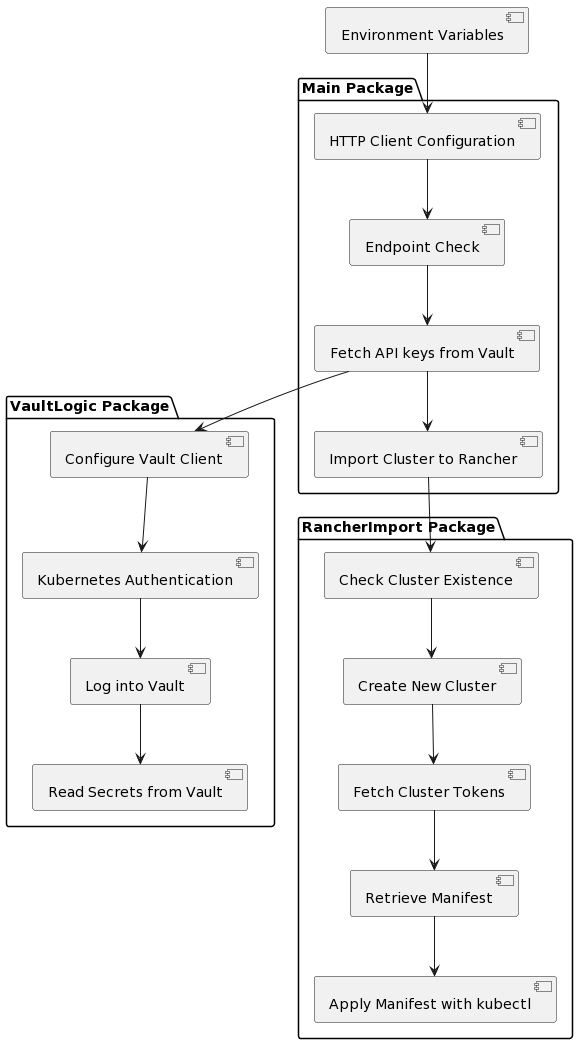 Environment Variables
Main Package
HTTP Client Configuration
Endpoint Check
Fetch API keys from Vault
Import Cluster to Rancher
VaultLogic Package
Configure Vault Client
Kubernetes Authentication
Log into Vault
Read Secrets from Vault
RancherImport Package
Check Cluster Existence
Create New Cluster
Fetch Cluster Tokens
Retrieve Manifest
Apply Manifest with kubectl